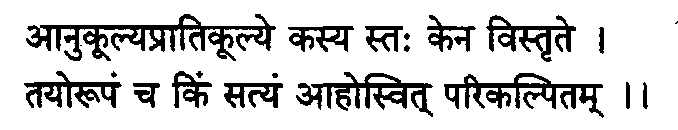 आनुकूल्यप्रातिकूल्ये कस्य स्तः केन विस्तृते ।
तयोरूपं च किं सत्यं आहोस्वित् परिकल्पितम् ।।